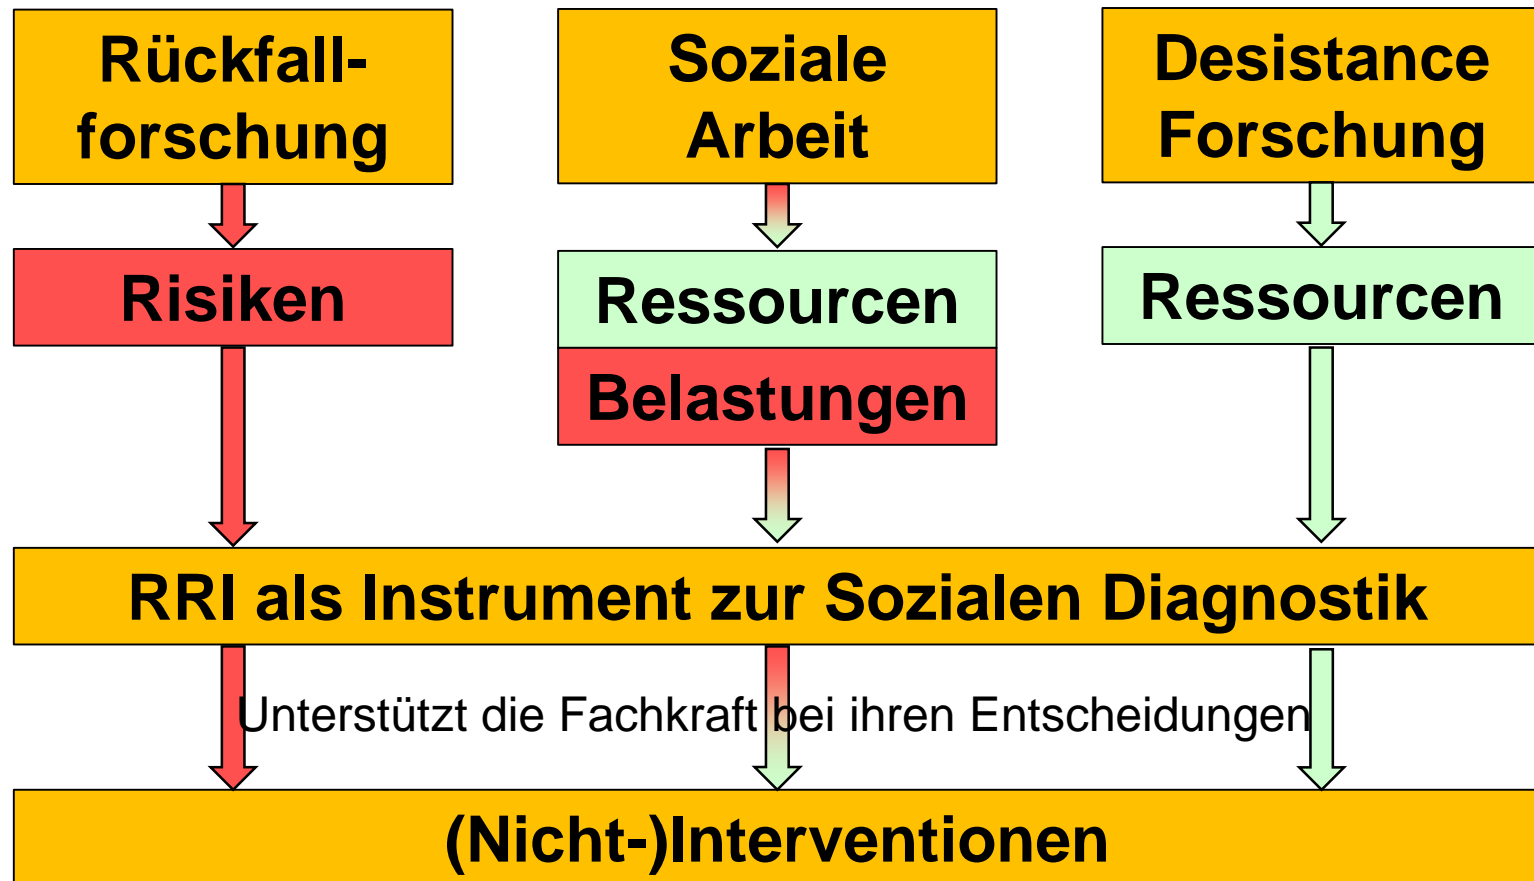 Rückfall-
forschung
Soziale
Arbeit
Desistance
Forschung
Risiken
Ressourcen
Belastungen
Ressourcen
RRI als Instrument zur Sozialen Diagnostik
Unterstützt die Fachkraft bei ihren Entscheidungen
(Nicht-)Interventionen